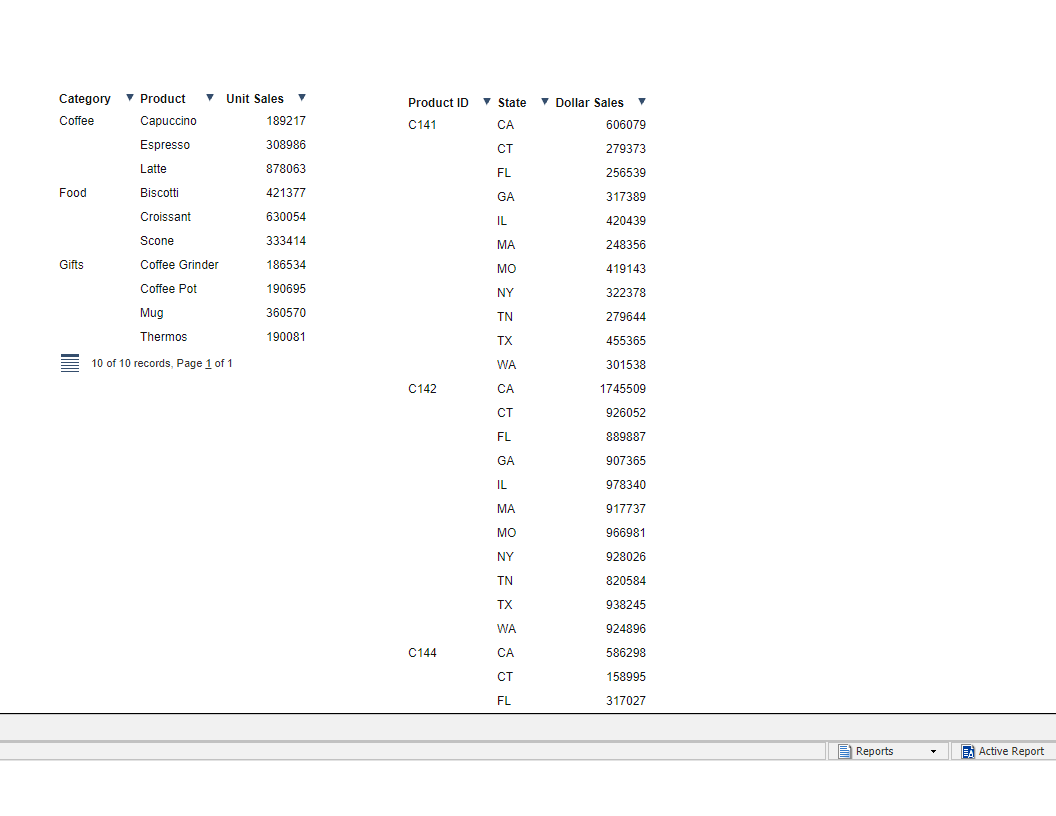 Category Product Unit Sales
Coffee Capuccino 189217
Espresso 308986
Latte 878063
Food Biscotti 421377
Croissant 630054
Scone 333414
Gifts Coffee Grinder 186534
Coffee Pot 190695
Mug 360570
Thermos 190081
10 of 10 records, Page 1 of 1
Product ID State Dollar Sales
C141 CA 606079
CT 279373
FL 256539
GA 317389
IL 420439
MA 248356
MO 419143
NY 322378
TN 279644
TX 455365
WA 301538
C142 CA 1745509
CT 926052
FL 889887
GA 907365
IL 978340
MA 917737
MO 966981
NY 928026
TN 820584
TX 938245
WA 924896
C144 CA 586298
CT 158995
FL 317027
Reports Active Report